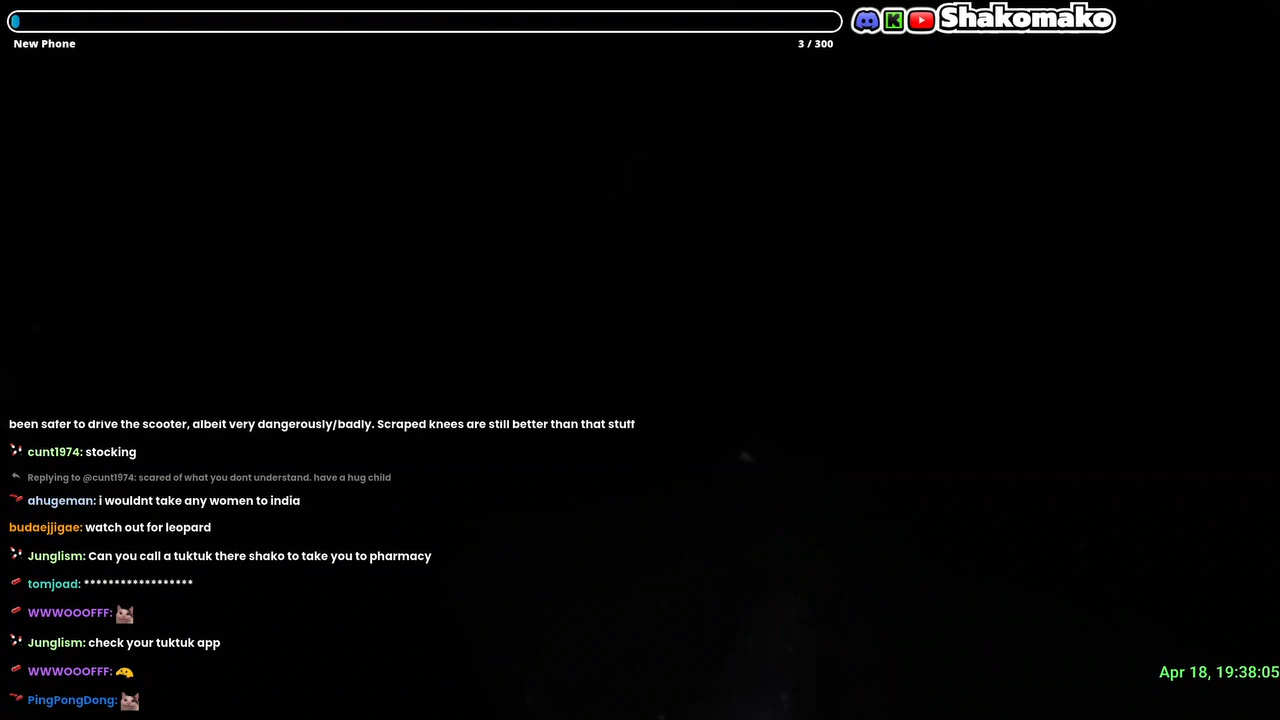 Shakomako
New Phone
3 / 300
been safer to drive the scooter, albeit very dangerously/badly. Scraped knees are still better than that stuff
cunt1974: stocking
Replying to @cunt1974: scared of what you dont understand. have a hug child
ahugeman: i wouldnt take any women to india
budaejjigae: watch out for leopard
Junglism: Can you call a tuktuk there shako to take you to pharmacy
tomjoad: ******************
WWWOOOFFF:
Junglism: check your tuktuk app
WWWOOOFFF:
Apr 18, 19:38:05
PingPongDong: